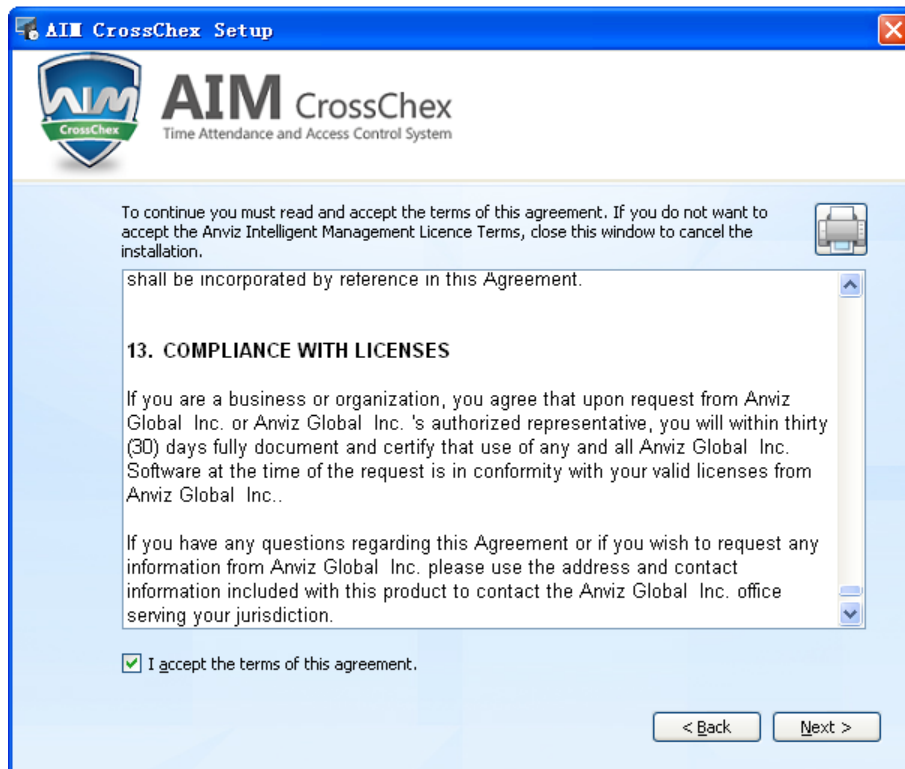 AIM CrossChex Setup
AIM CrossChex
Time Attendance and Access Control System
AIM
CrossChex
To continue you must read and accept the terms of this agreement. If you do not want to
accept the Anviz Intelligent Management Licence Terms, close this window to cancel the
installation.
shall be incorporated by reference in this Agreement.
13. COMPLIANCE WITH LICENSES
If you are a business or organization, you agree that upon request from Anviz
Global Inc. or Anviz Global Inc. 's authorized representative, you will within thirty
(30) days fully document and certify that use of any and all Anviz Global Inc.
Software at the time of the request is in conformity with your valid licenses from
Anviz Global Inc..
If you have any questions regarding this Agreement or if you wish to request any
information from Anviz Global Inc. please use the address and contact
information included with this product to contact the Anviz Global Inc. office
serving your jurisdiction.
I accept the terms of this agreement.
< Back
Next >